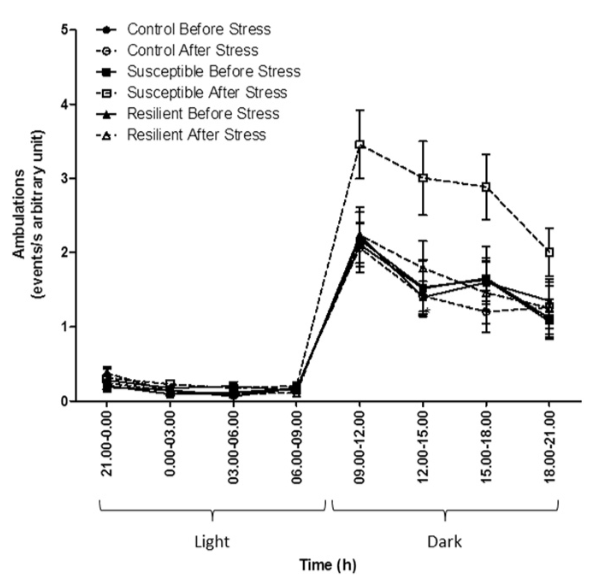 Control Before Stress
Control After Stress
Susceptible Before Stress
Susceptible After Stress
Resilient Before Stress
Resilient After Stress
Ambulations
(events/s arbitrary unit)
5
4
3
2
1
0
21.00-0.00
0.00-03.00
03.00-06.00
06.00-09.00
09.00-12.00
12.00-15.00
15.00-18.00
18.00-21.00
Light
Dark
Time (h)